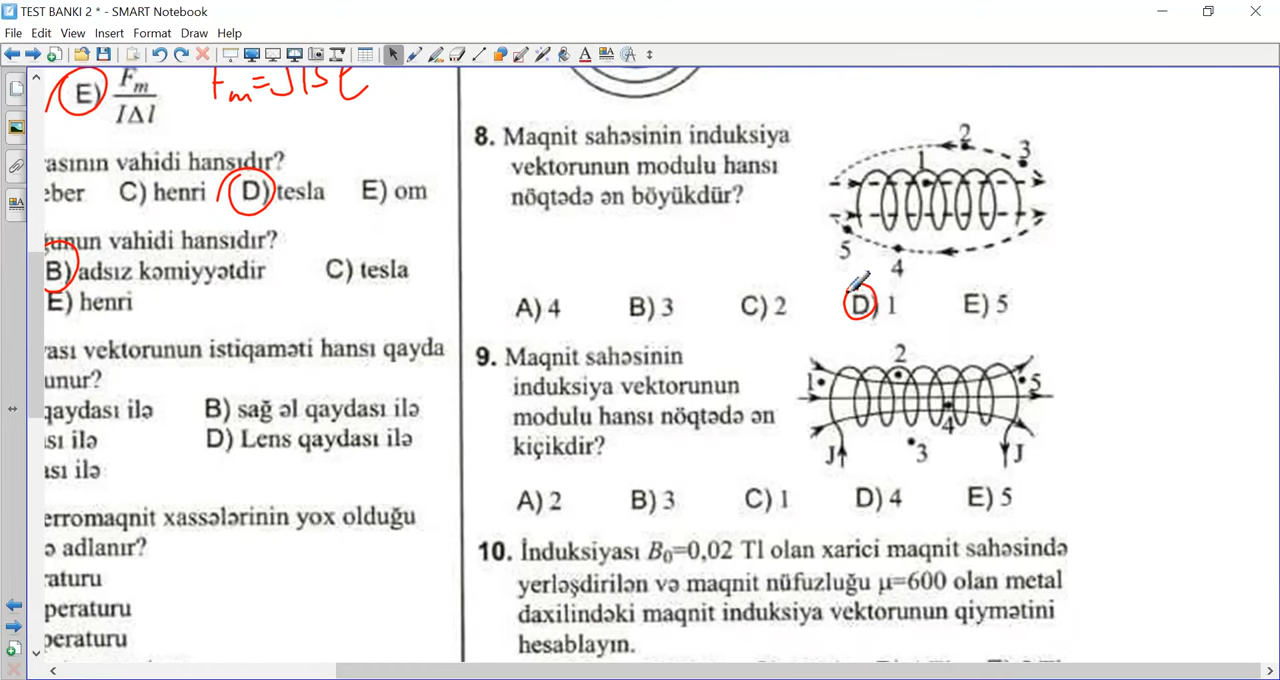 TEST BANKI 2 * - SMART Notebook
File Edit View Insert Format Draw Help
E) Fm
I∆l
Fm=JIB
asının vahidi hansıdır?
eber C) henri D) tesla E) om
unun vahidi hansıdır?
B) adsız kəmiyyətdir C) tesla
E) henri
ası vektorunun istiqaməti hansı qayda
unur?
qaydası ilə B) sağ əl qaydası ilə
sı ilə D) Lens qaydası ilə
ası ilə
erromaqnit xassələrinin yox olduğu
ə adlanır?
raturu
peraturu
peraturu
8. Maqnit sahəsinin induksiya
vektorunun modulu hansı
nöqtədə ən böyükdür?
1 2 3
5 4
A) 4 B) 3 C) 2 D) 1 E) 5
9. Maqnit sahəsinin
induksiya vektorunun
modulu hansı nöqtədə ən
kiçikdir?
2
1 5
4
J 3 J
A) 2 B) 3 C) 1 D) 4 E) 5
10. İnduksiyası B₀=0,02 Tl olan xarici maqnit sahəsində
yerləşdirilən və maqnit nüfuzluğu µ=600 olan metal
daxilindəki maqnit induksiya vektorunun qiymətini
hesablayın.